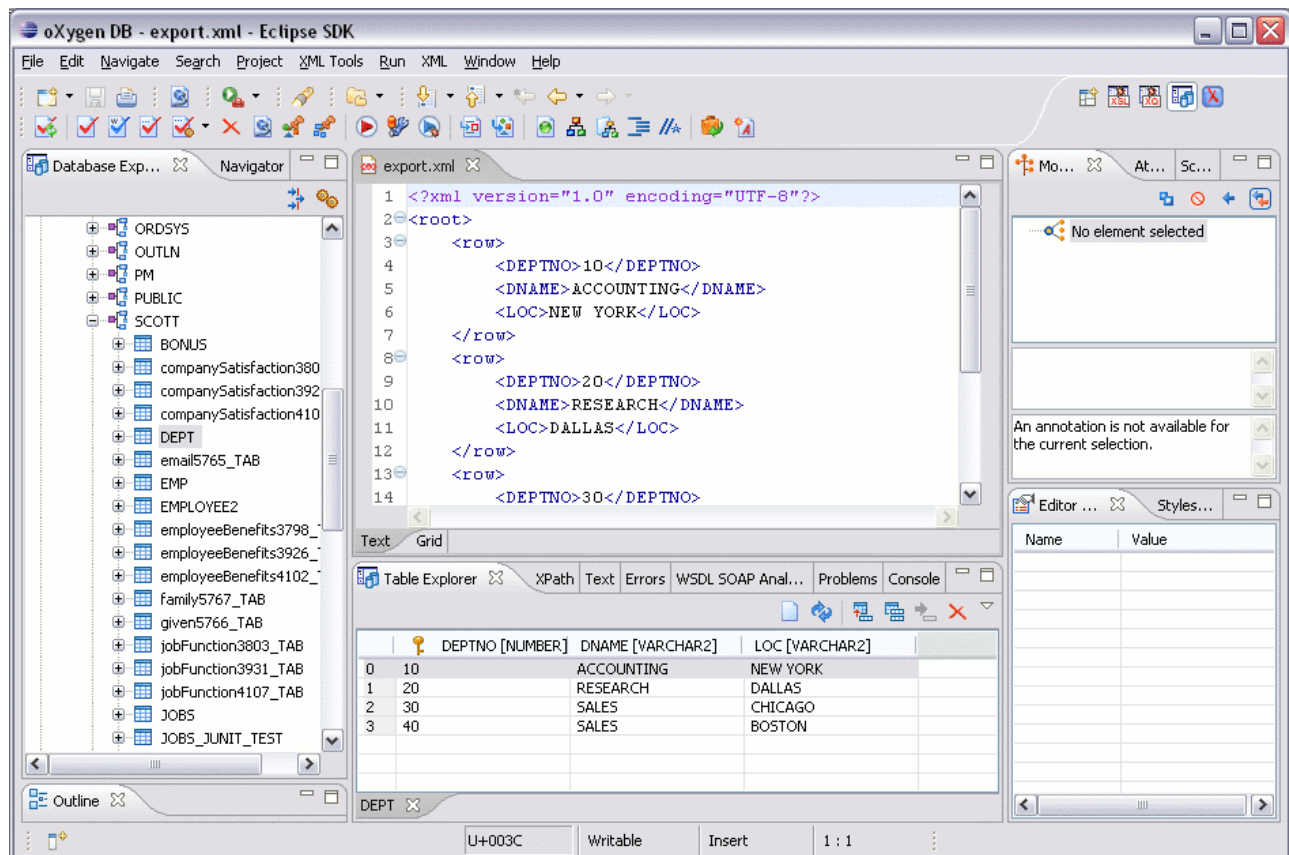 oXygen DB - export.xml - Eclipse SDK
File Edit Navigate Search Project XML Tools Run XML Window Help
Database Exp... Navigator
ORDSYS
OUTLN
PM
PUBLIC
SCOTT
BONUS
companySatisfaction380
companySatisfaction392
companySatisfaction410
DEPT
email5765_TAB
EMP
EMPLOYEE2
employeeBenefits3798_
employeeBenefits3926_
employeeBenefits4102_
family5767_TAB
given5766_TAB
jobFunction3803_TAB
jobFunction3931_TAB
jobFunction4107_TAB
JOBS
JOBS_JUNIT_TEST
Outline
export.xml
1 <?xml version="1.0" encoding="UTF-8"?>
2 <root>
3 <row>
4 <DEPTNO>10</DEPTNO>
5 <DNAME>ACCOUNTING</DNAME>
6 <LOC>NEW YORK</LOC>
7 </row>
8 <row>
9 <DEPTNO>20</DEPTNO>
10 <DNAME>RESEARCH</DNAME>
11 <LOC>DALLAS</LOC>
12 </row>
13 <row>
14 <DEPTNO>30</DEPTNO>
Text Grid
Table Explorer XPath Text Errors WSDL SOAP Anal... Problems Console
DEPTNO [NUMBER] DNAME [VARCHAR2] LOC [VARCHAR2]
0 10 ACCOUNTING NEW YORK
1 20 RESEARCH DALLAS
2 30 SALES CHICAGO
3 40 SALES BOSTON
DEPT
Mo... At... Sc...
No element selected
An annotation is not available for
the current selection.
Editor ... Styles...
Name Value
U+003C Writable Insert 1 : 1